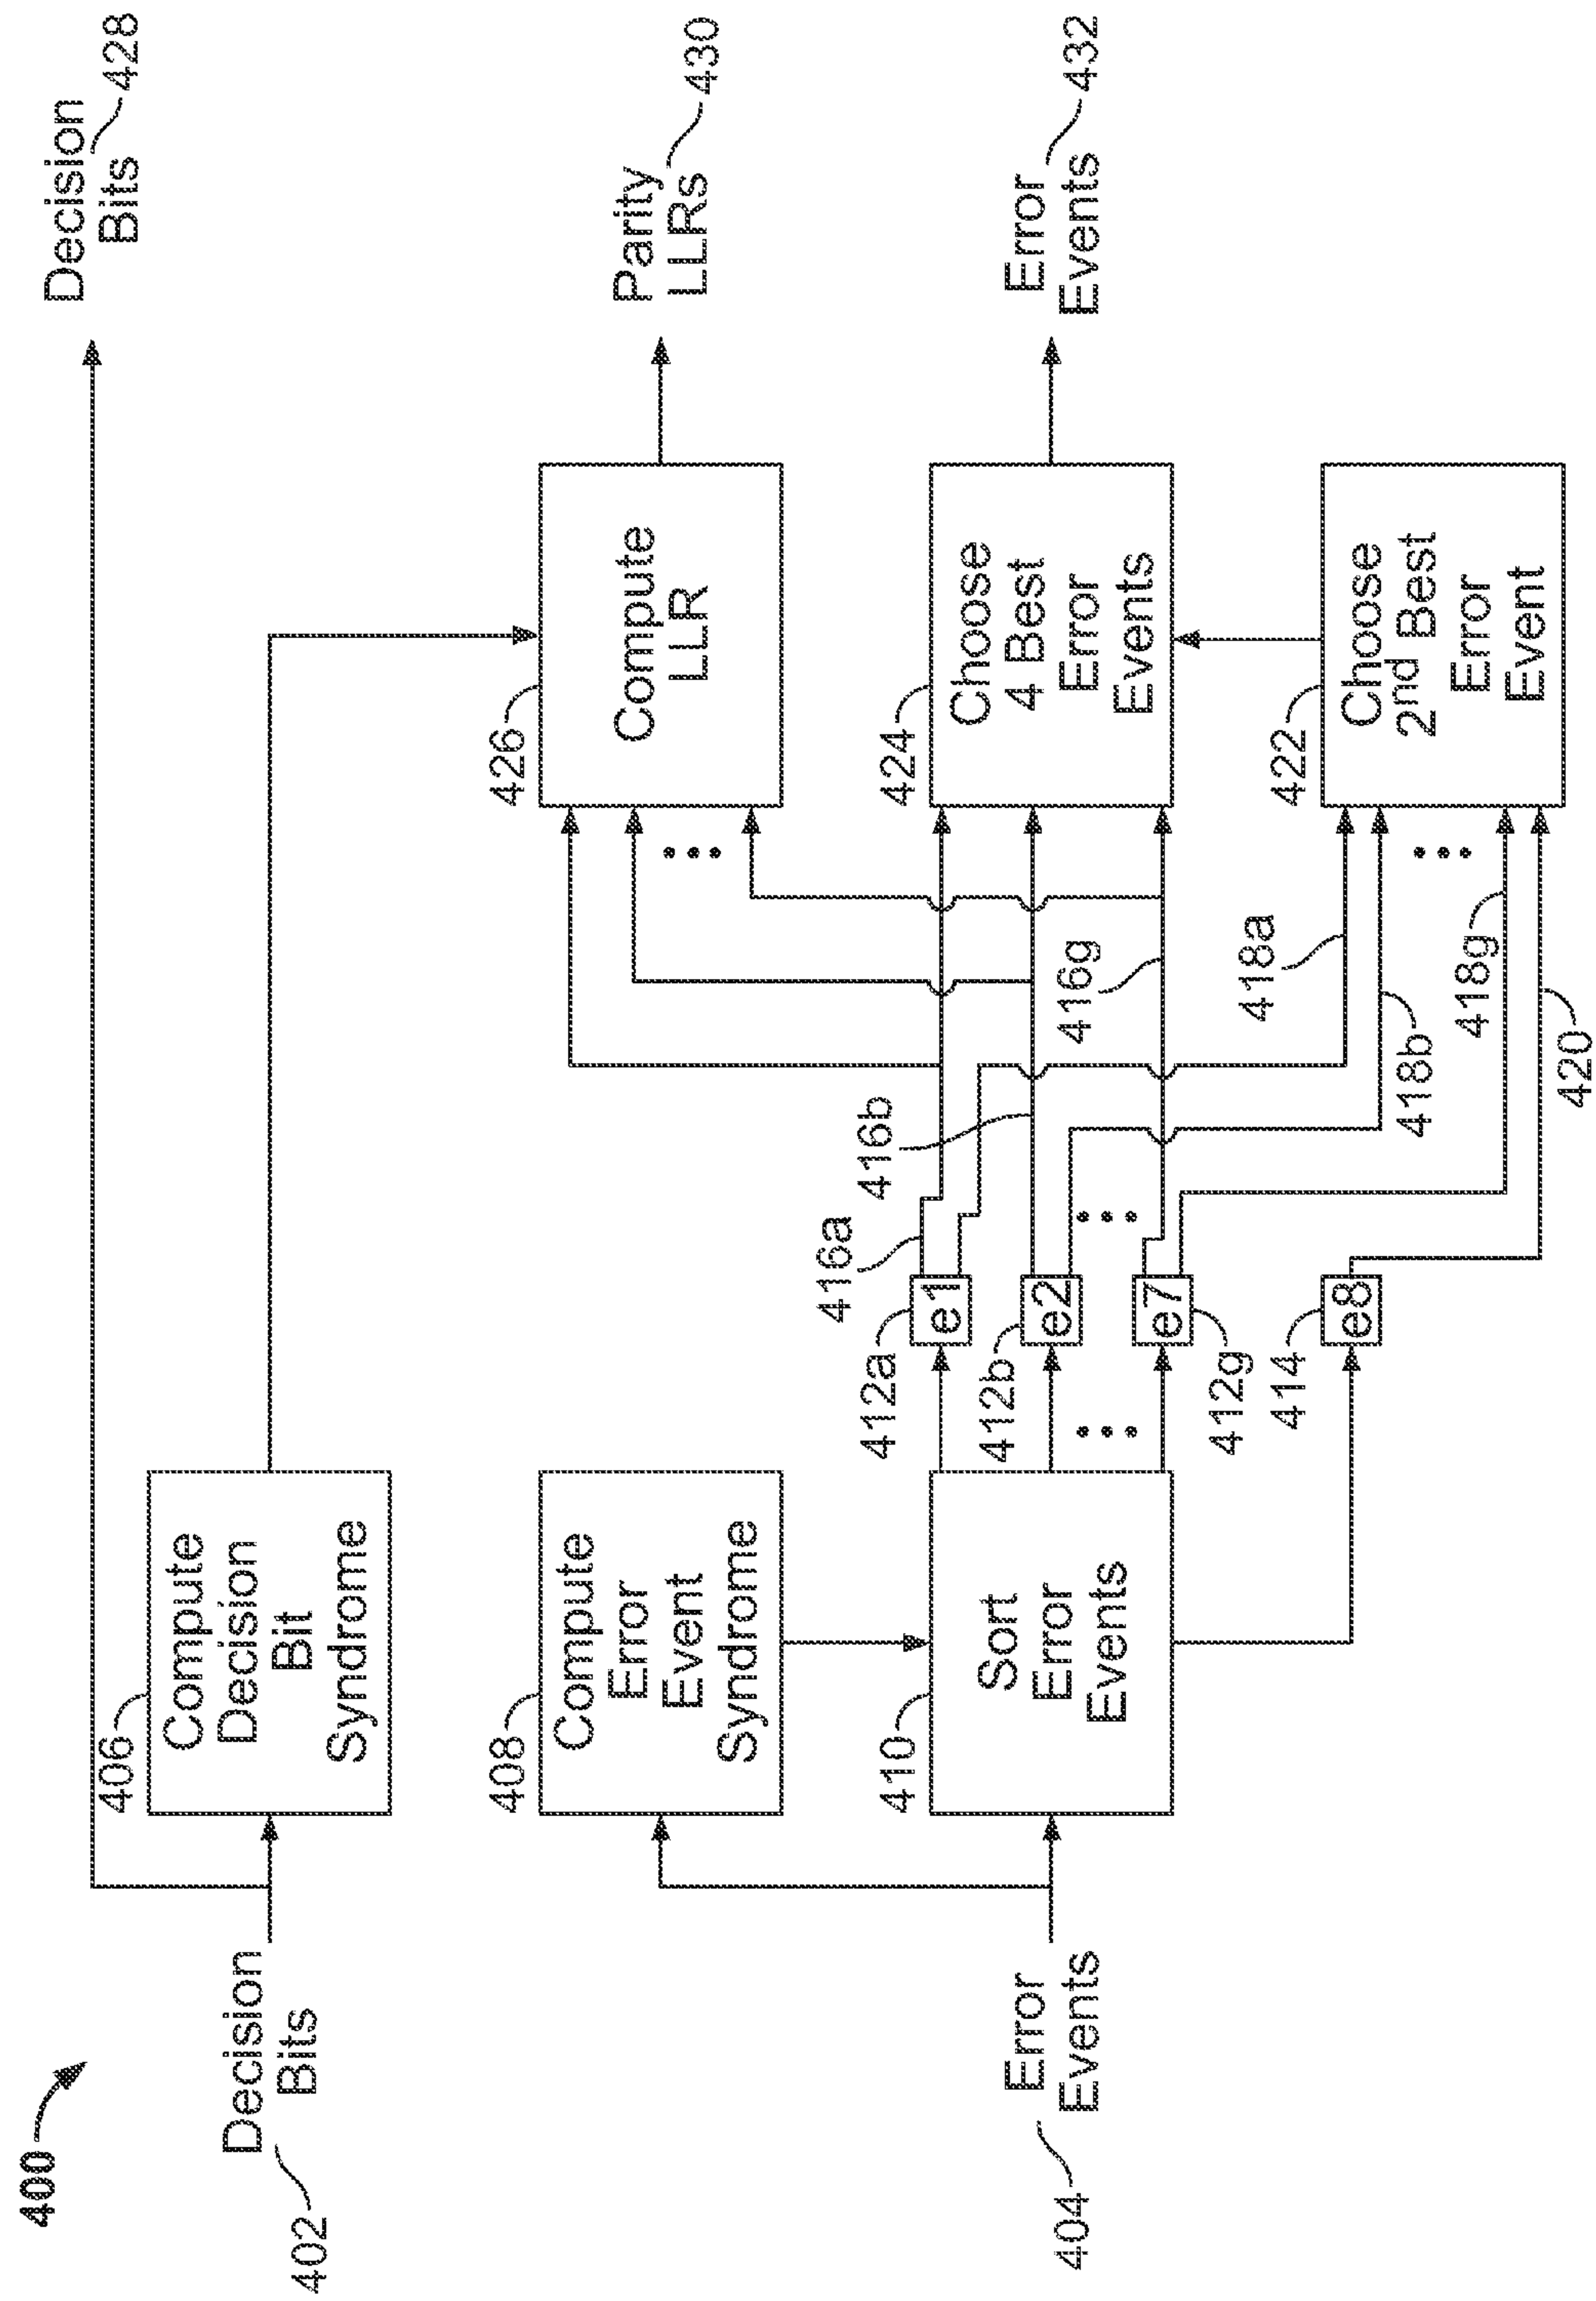 400
Decision
Bits
402
Decision
Bits
428
406
Compute
Decision
Bit
Syndrome
408
Compute
Error
Event
Syndrome
426
Compute
LLR
Parity
LLRs
430
Error
Events
404
410
Sort
Error
Events
412a
e1
412b
e2
412g
e7
414
e8
416a
416b
416g
418a
418b
418g
420
424
Choose
4 Best
Error
Events
Error
Events
432
422
Choose
2nd Best
Error
Event